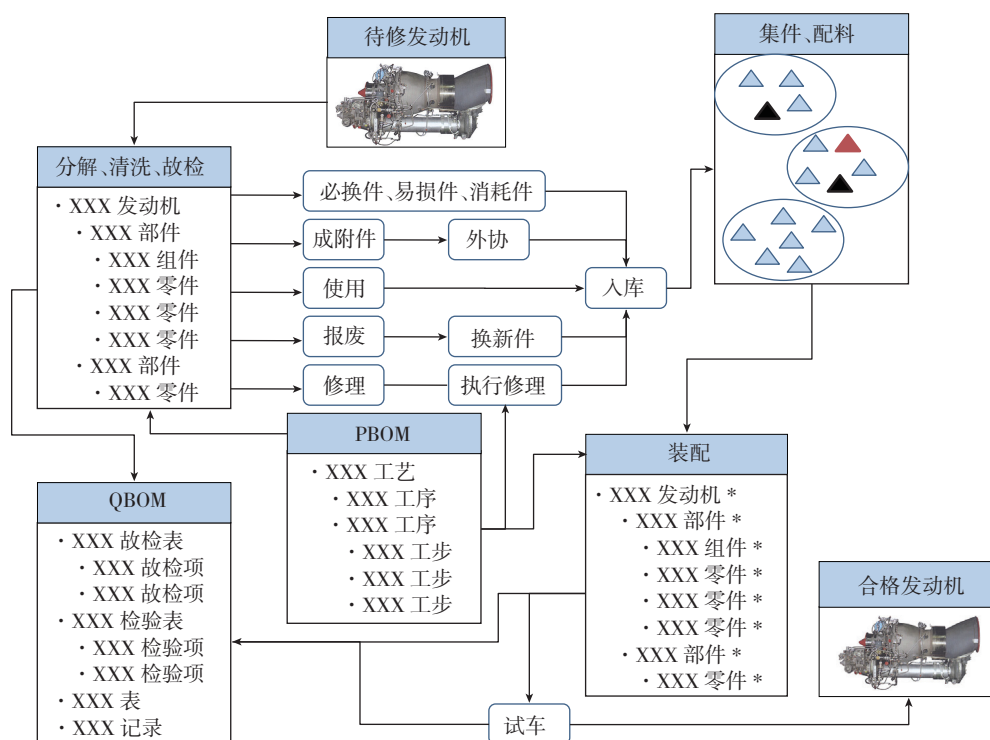 待修发动机
集件、配料
分解、清洗、故检
· XXX 发动机
· XXX 部件
· XXX 组件
· XXX 零件
· XXX 零件
· XXX 零件
· XXX 部件
· XXX 零件
必换件、易损件、消耗件
成附件
外协
使用
入库
报废
换新件
修理
执行修理
PBOM
· XXX 工艺
· XXX 工序
· XXX 工序
· XXX 工步
· XXX 工步
· XXX 工步
装配
· XXX 发动机 *
· XXX 部件 *
· XXX 组件 *
· XXX 零件 *
· XXX 零件 *
· XXX 零件 *
· XXX 部件 *
· XXX 零件 *
QBOM
· XXX 故检表
· XXX 故检项
· XXX 故检项
· XXX 检验表
· XXX 检验项
· XXX 检验项
· XXX 表
· XXX 记录
试车
合格发动机